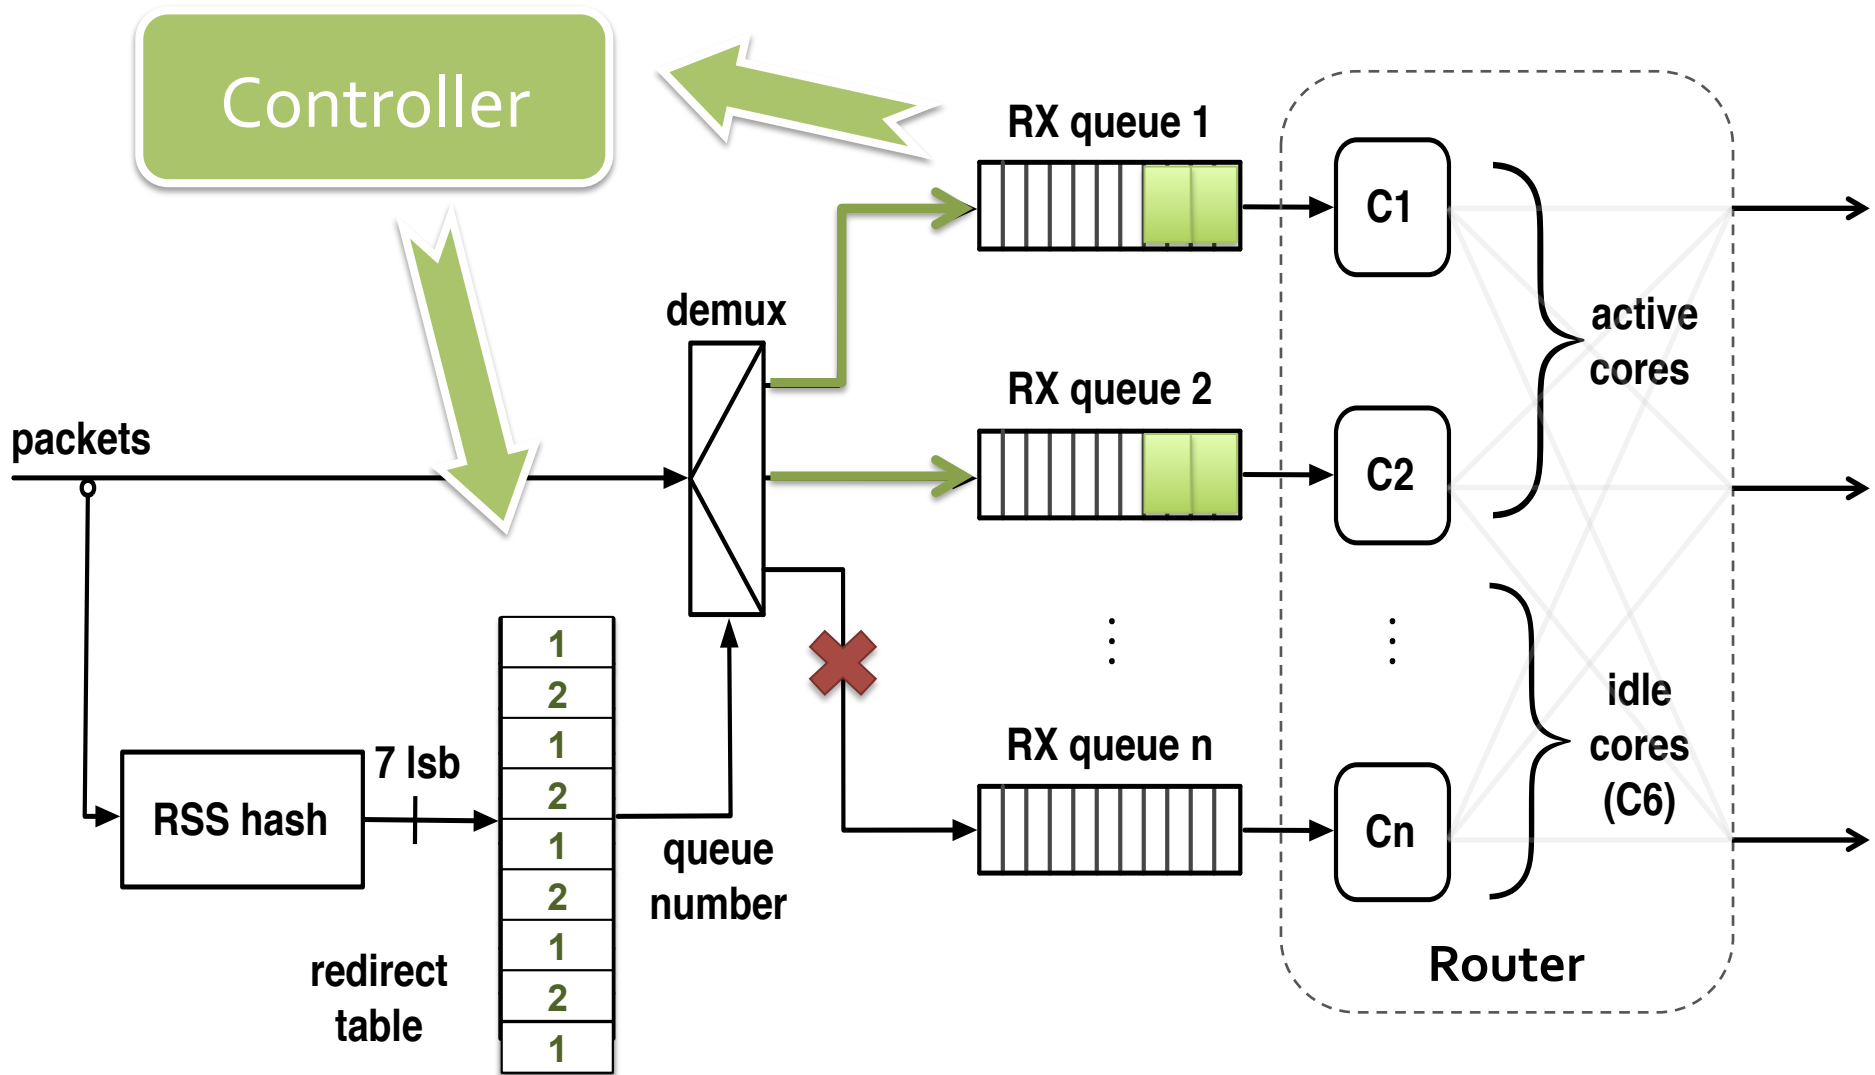 Controller
RX queue 1
C1
demux
active
cores
RX queue 2
packets
C2
1
2
1
2
1
2
1
2
1
idle
cores
(C6)
7 lsb
RX queue n
RSS hash
Cn
queue
number
redirect
table
Router